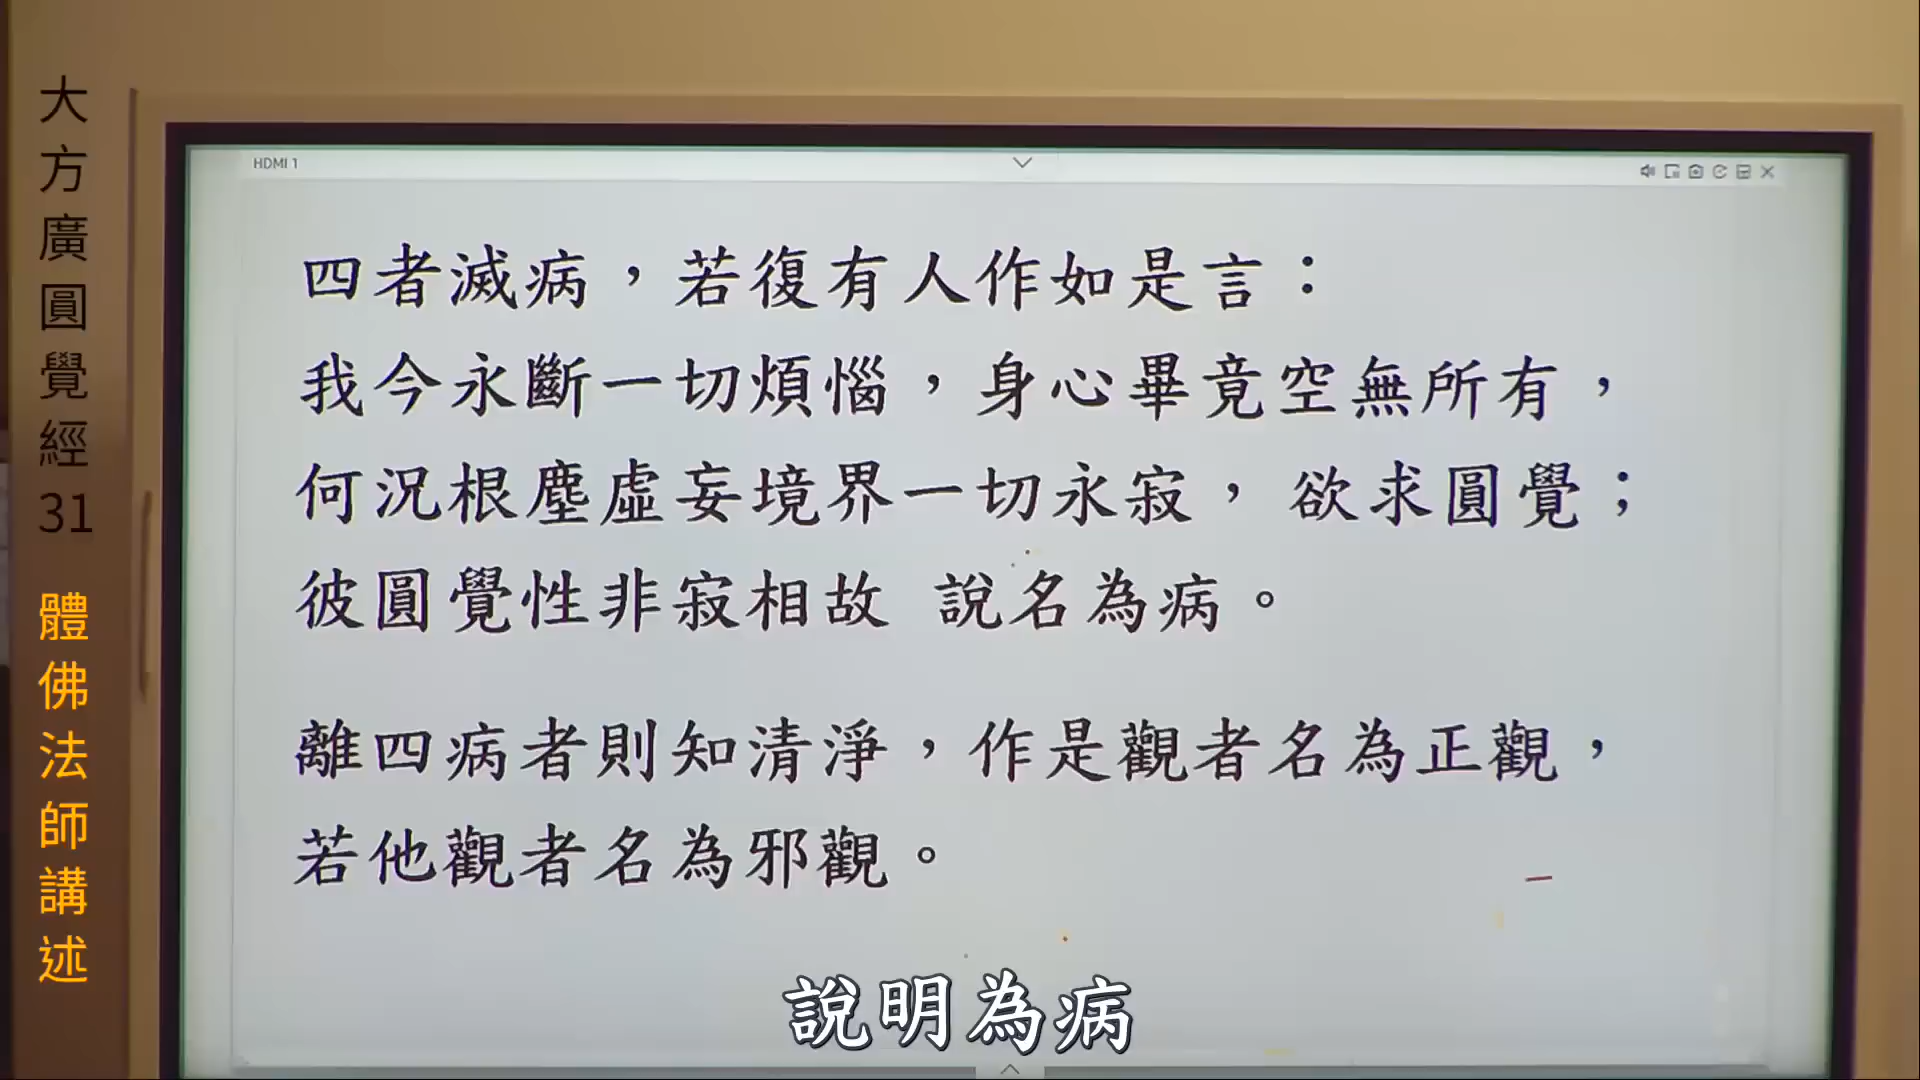 大方廣圓覺經31 體佛法師講述
HDMI 1
四者滅病，若復有人作如是言：
我今永斷一切煩惱，身心畢竟空無所有，
何況根塵虛妄境界一切永寂， 欲求圓覺；
彼圓覺性非寂相故 說名為病。
離四病者則知清淨，作是觀者名為正觀，
若他觀者名為邪觀。
說明為病